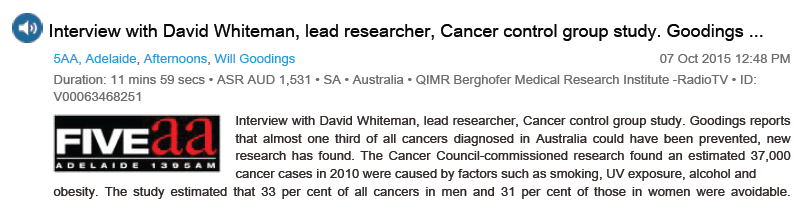 Interview with David Whiteman, lead researcher, Cancer control group study. Goodings ...
5AA, Adelaide, Afternoons, Will Goodings 07 Oct 2015 12:48 PM
Duration: 11 mins 59 secs • ASR AUD 1,531 • SA • Australia • QIMR Berghofer Medical Research Institute -RadioTV • ID:
V00063468251
FIVEaa
ADELAIDE 1395AM
Interview with David Whiteman, lead researcher, Cancer control group study. Goodings reports
that almost one third of all cancers diagnosed in Australia could have been prevented, new
research has found. The Cancer Council-commissioned research found an estimated 37,000
cancer cases in 2010 were caused by factors such as smoking, UV exposure, alcohol and
obesity. The study estimated that 33 per cent of all cancers in men and 31 per cent of those in women were avoidable.